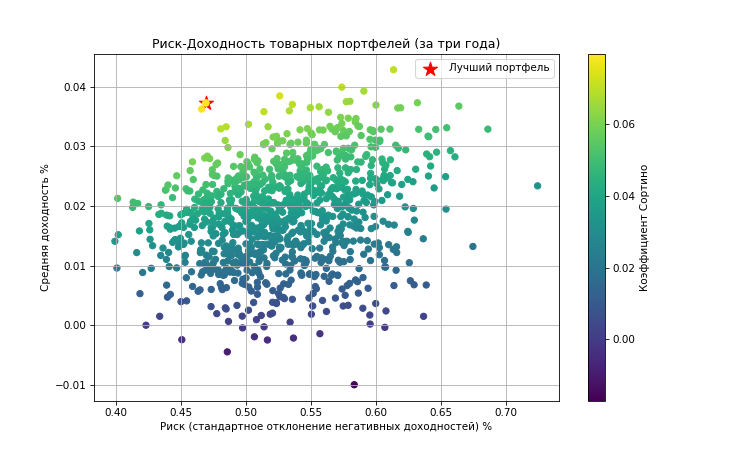 Риск-Доходность товарных портфелей (за три года)
Лучший портфель
0.04
0.03
0.02
0.01
0.00
−0.01
Средняя доходность %
0.40 0.45 0.50 0.55 0.60 0.65 0.70
Риск (стандартное отклонение негативных доходностей) %
0.06
0.04
0.02
0.00
Коэффициент Сортино